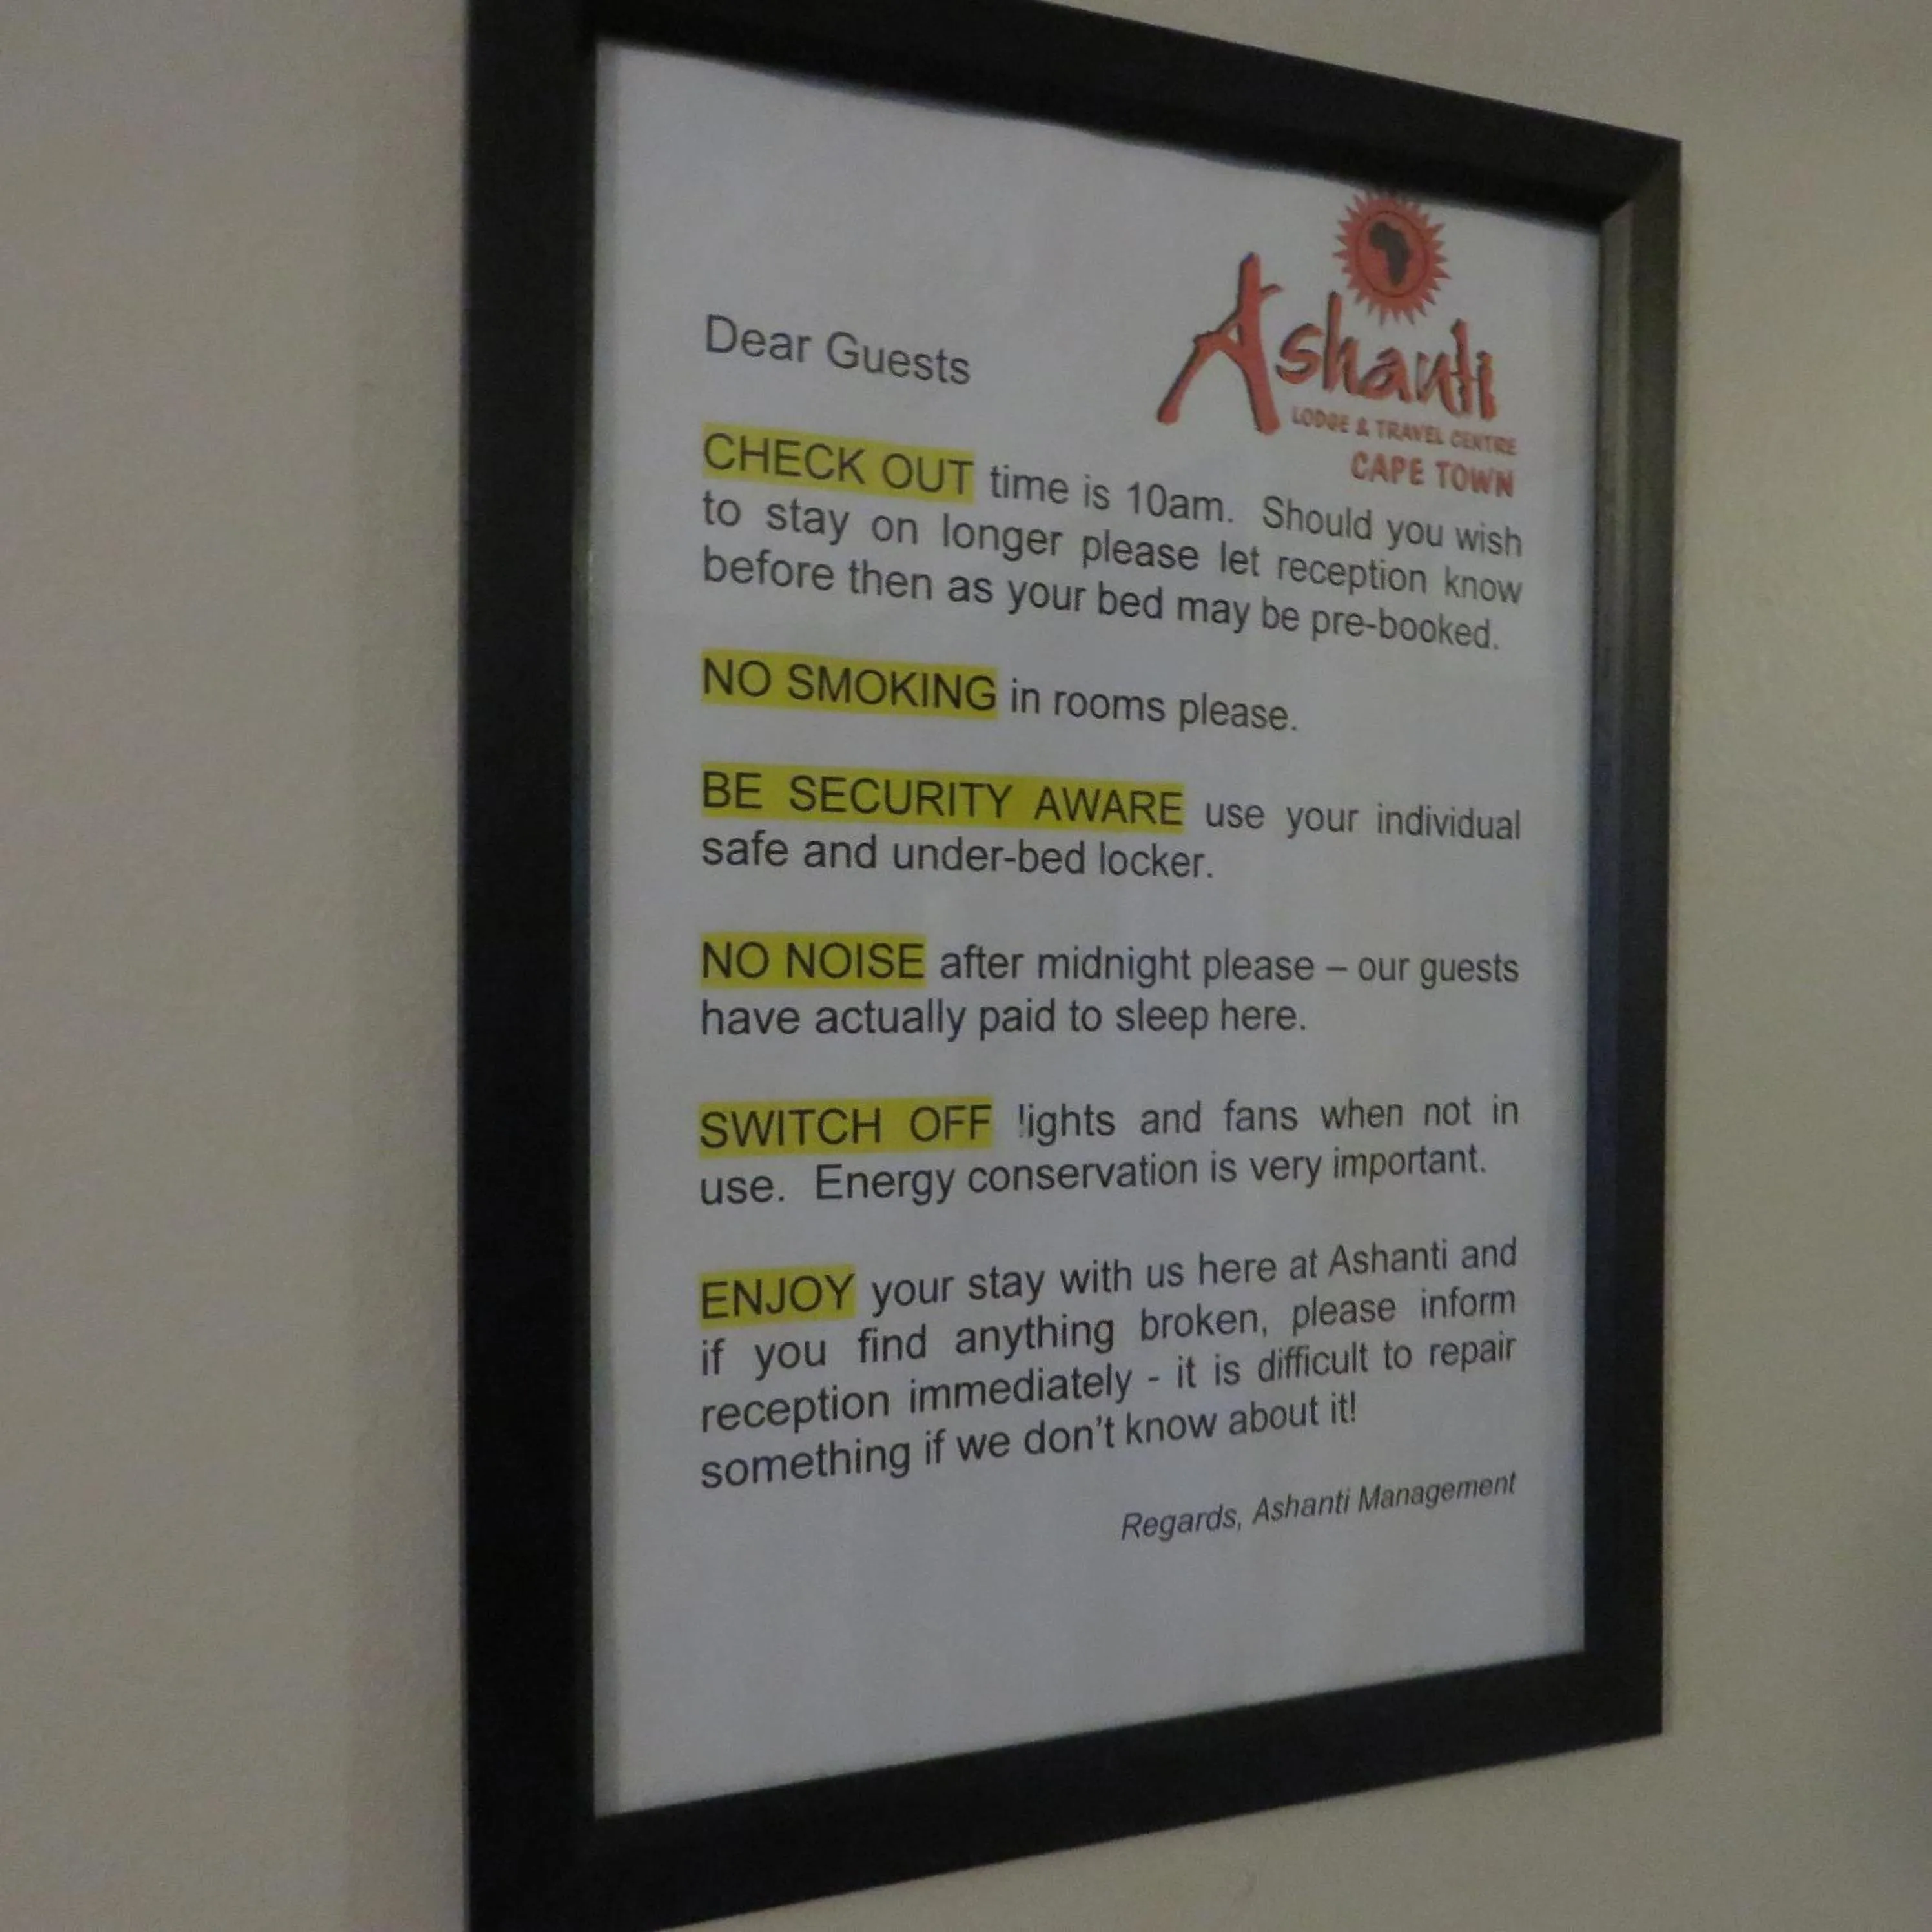 Ashanti
LODGE & TRAVEL CENTRE
CAPE TOWN
Dear Guests
CHECK OUT time is 10am. Should you wish
to stay on longer please let reception know
before then as your bed may be pre-booked.
NO SMOKING in rooms please.
BE SECURITY AWARE use your individual
safe and under-bed locker.
NO NOISE after midnight please – our guests
have actually paid to sleep here.
SWITCH OFF lights and fans when not in
use. Energy conservation is very important.
ENJOY your stay with us here at Ashanti and
if you find anything broken, please inform
reception immediately - it is difficult to repair
something if we don't know about it!
Regards, Ashanti Management